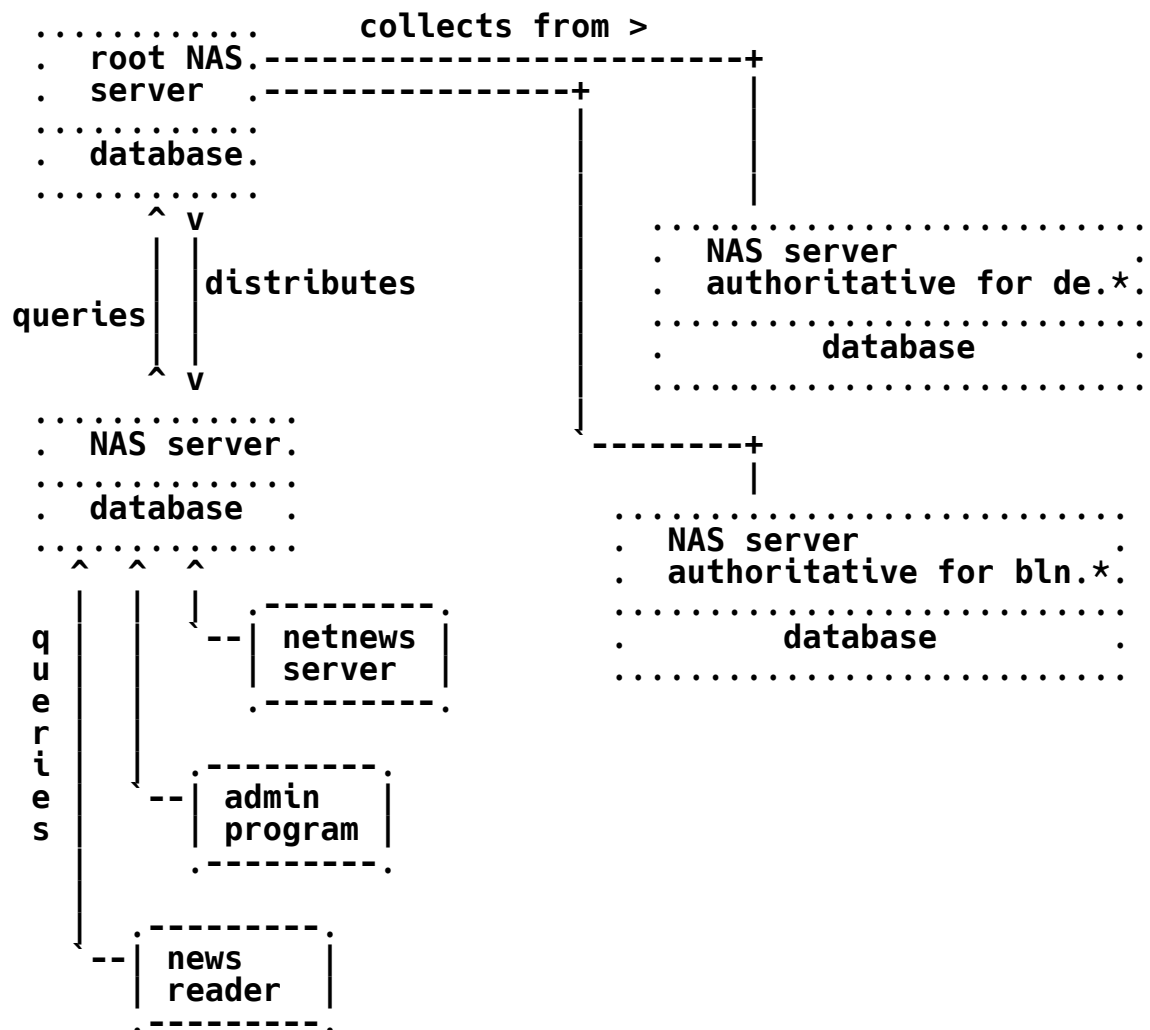 collects from >
root NAS
server
database
distributes
queries
NAS server
authoritative for de.*.
database
NAS server
database
NAS server
authoritative for bln.*.
database
queries
netnews
server
admin
program
news
reader